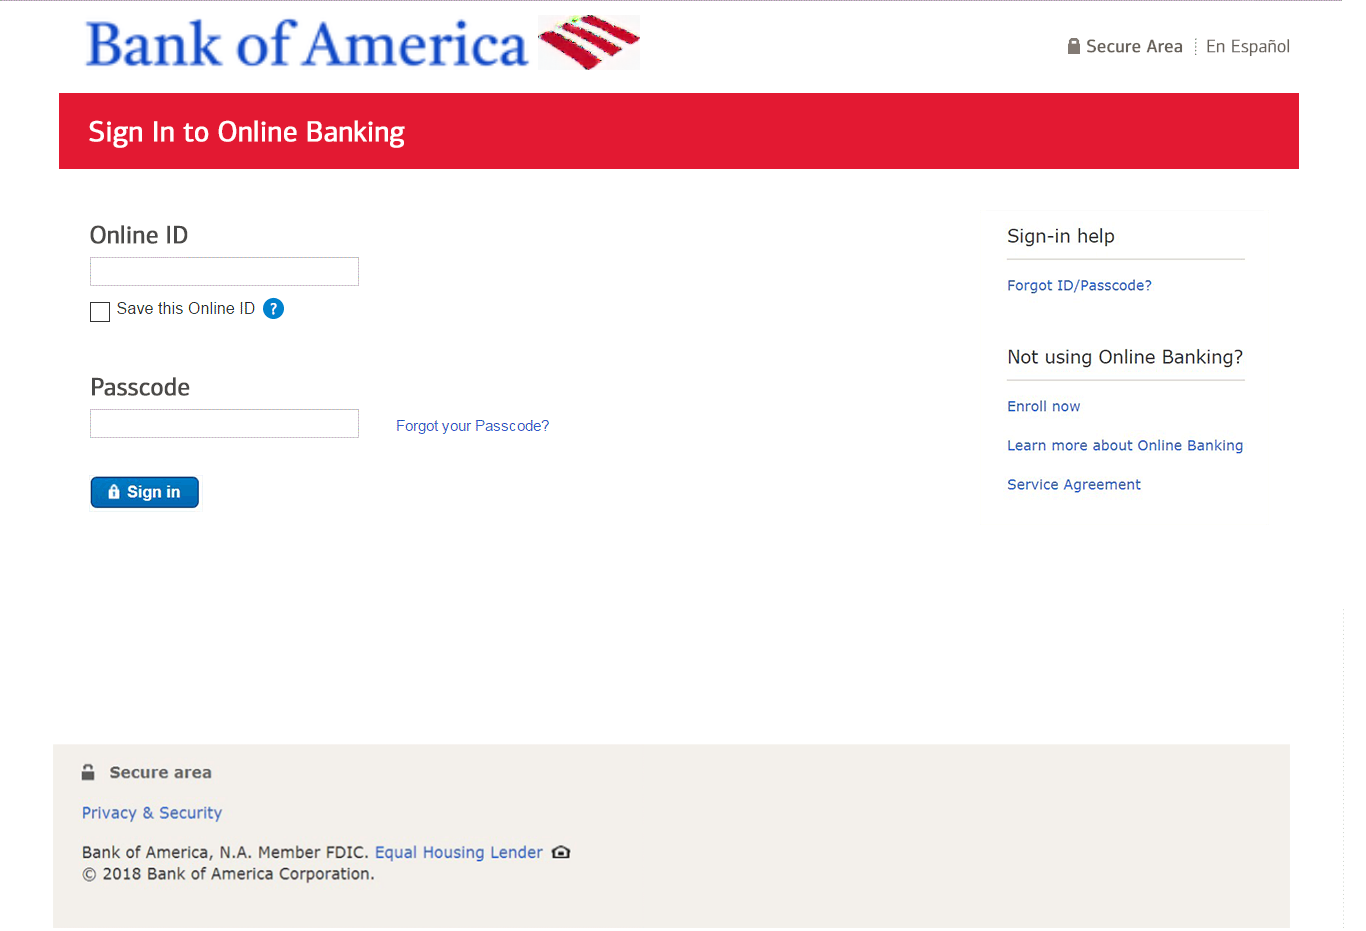 Bank of America
Secure Area
En Español
Sign In to Online Banking
Online ID
Save this Online ID ?
Passcode
Forgot your Passcode?
Sign in
Sign-in help
Forgot ID/Passcode?
Not using Online Banking?
Enroll now
Learn more about Online Banking
Service Agreement
Secure area
Privacy & Security
Bank of America, N.A. Member FDIC. Equal Housing Lender
© 2018 Bank of America Corporation.